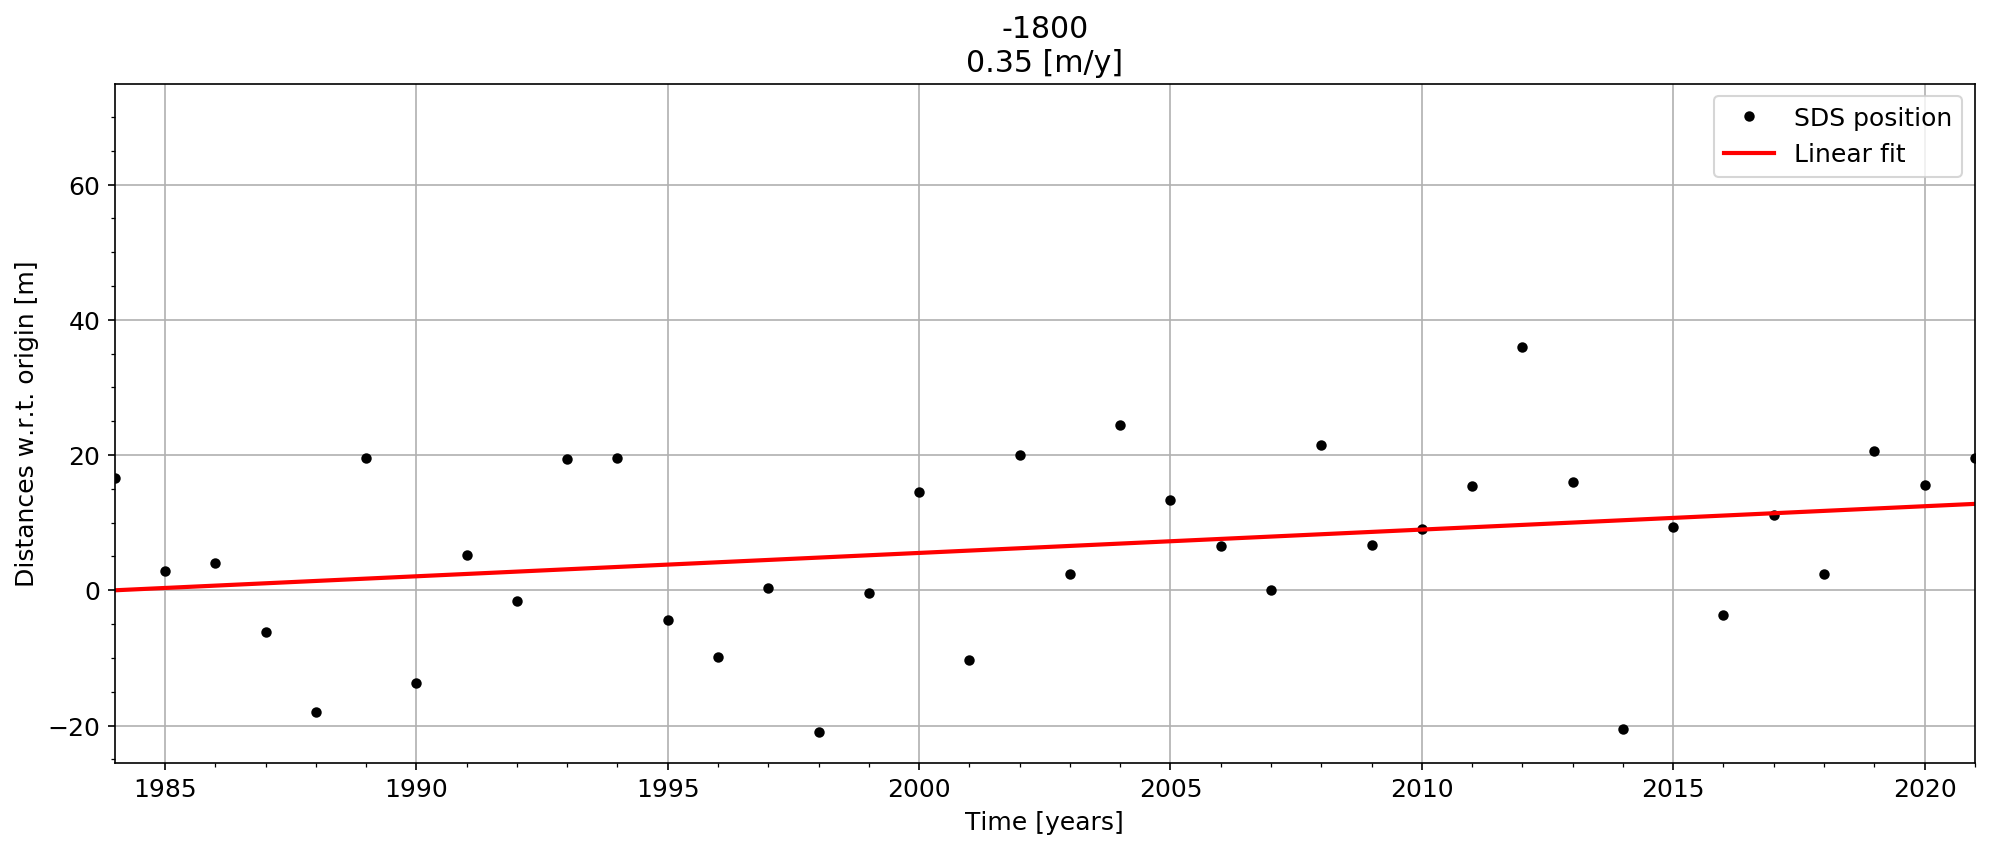 -1800
0.35 [m/y]
SDS position
Linear fit
Distances w.r.t. origin [m]
60
40
20
0
−20
1985 1990 1995 2000 2005 2010 2015 2020
Time [years]